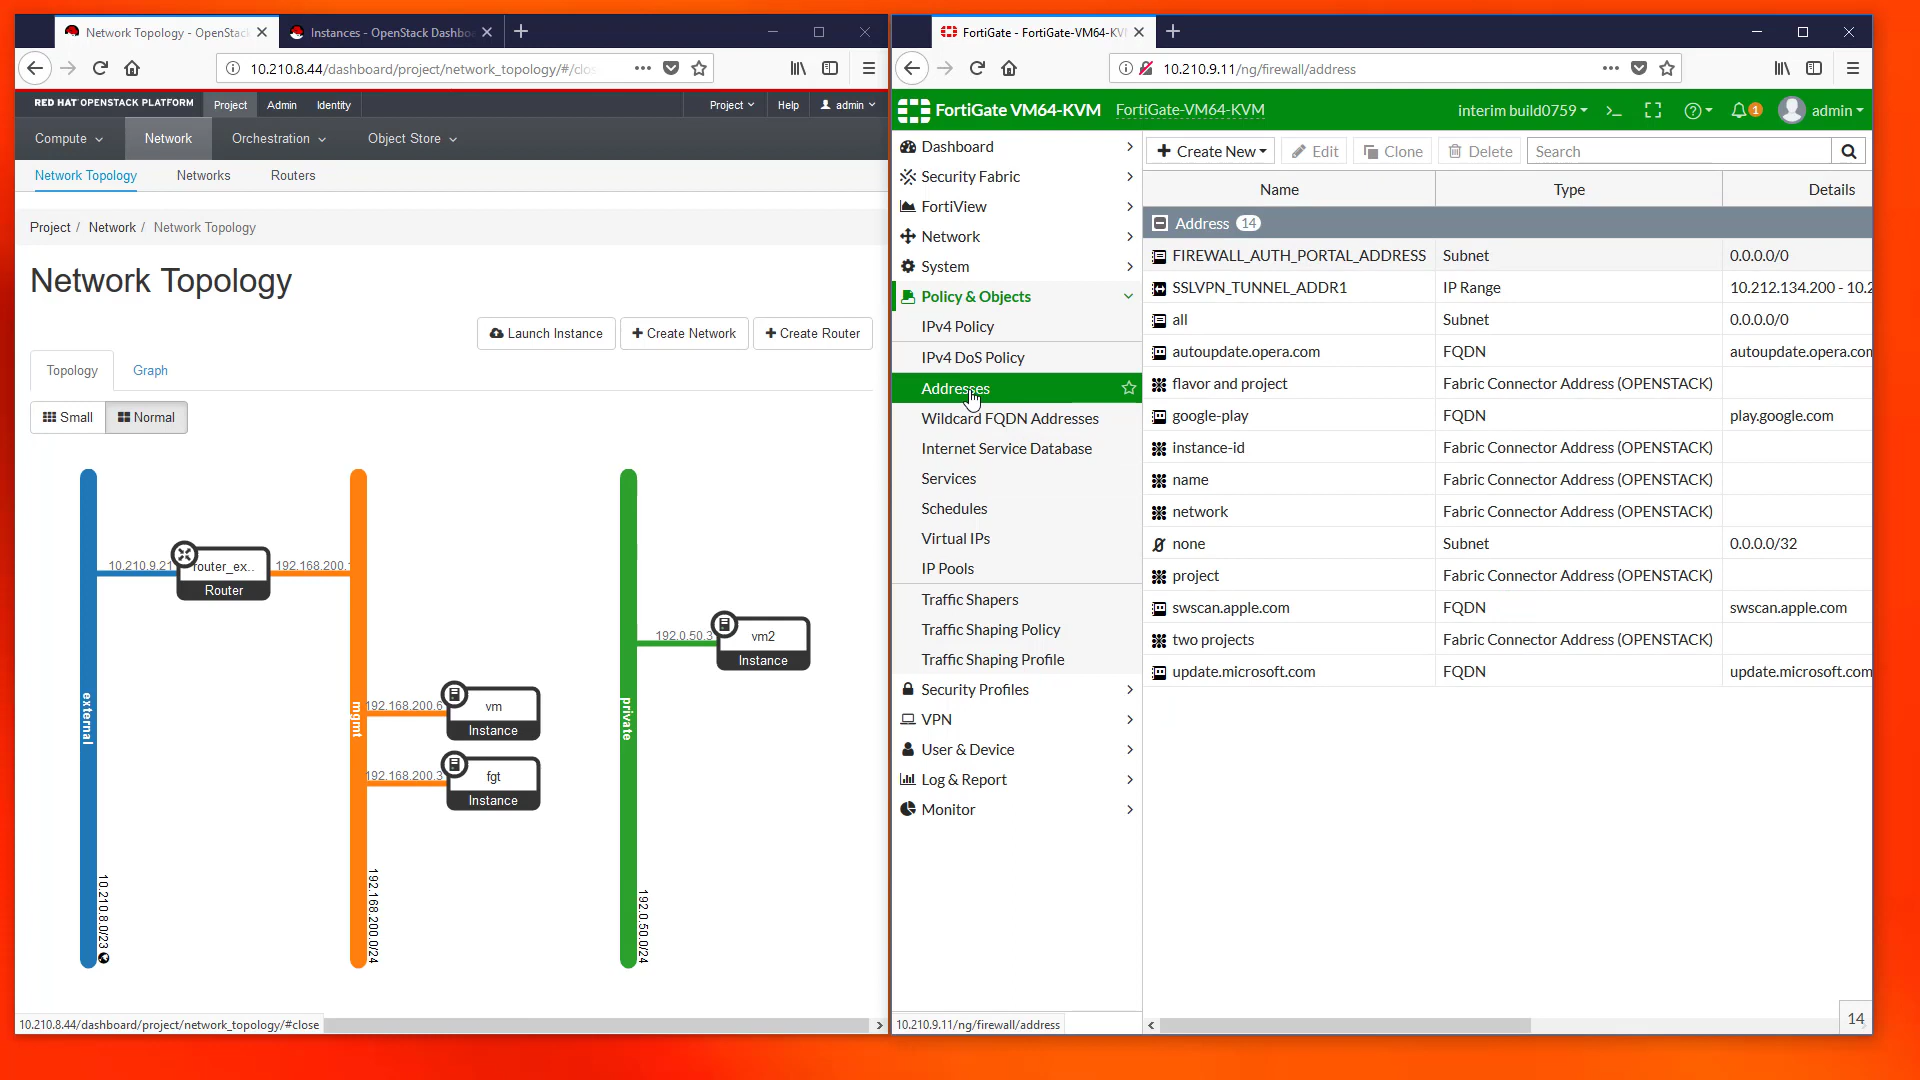 Network Topology - OpenStac
Instances - OpenStack Dashbo
10.210.8.44/dashboard/project/network_topology/#/clos
RED HAT OPENSTACK PLATFORM
Project
Admin
Identity
Project
Help
admin
Compute
Network
Orchestration
Object Store
Network Topology
Networks
Routers
Project / Network / Network Topology
Network Topology
Launch Instance
Create Network
Create Router
Topology
Graph
Small
Normal
external
10.210.8.0/23
10.210.9.21
router_ex..
Router
192.168.200.
mgmt
192.168.200.0/24
192.168.200.6
vm
Instance
192.168.200.3
fgt
Instance
private
192.0.50.0/24
192.0.50.3
vm2
Instance
10.210.8.44/dashboard/project/network_topology/#close
FortiGate - FortiGate-VM64-KV
10.210.9.11/ng/firewall/address
FortiGate VM64-KVM
FortiGate-VM64-KVM
interim build0759
1
admin
Dashboard
Security Fabric
FortiView
Network
System
Policy & Objects
IPv4 Policy
IPv4 DoS Policy
Addresses
Wildcard FQDN Addresses
Internet Service Database
Services
Schedules
Virtual IPs
IP Pools
Traffic Shapers
Traffic Shaping Policy
Traffic Shaping Profile
Security Profiles
VPN
User & Device
Log & Report
Monitor
Create New
Edit
Clone
Delete
Search
Name Type Details
Address 14
FIREWALL_AUTH_PORTAL_ADDRESS Subnet 0.0.0.0/0
SSLVPN_TUNNEL_ADDR1 IP Range 10.212.134.200 - 10.2
all Subnet 0.0.0.0/0
autoupdate.opera.com FQDN autoupdate.opera.com
flavor and project Fabric Connector Address (OPENSTACK)
google-play FQDN play.google.com
instance-id Fabric Connector Address (OPENSTACK)
name Fabric Connector Address (OPENSTACK)
network Fabric Connector Address (OPENSTACK)
none Subnet 0.0.0.0/32
project Fabric Connector Address (OPENSTACK)
swscan.apple.com FQDN swscan.apple.com
two projects Fabric Connector Address (OPENSTACK)
update.microsoft.com FQDN update.microsoft.com
10.210.9.11/ng/firewall/address
14